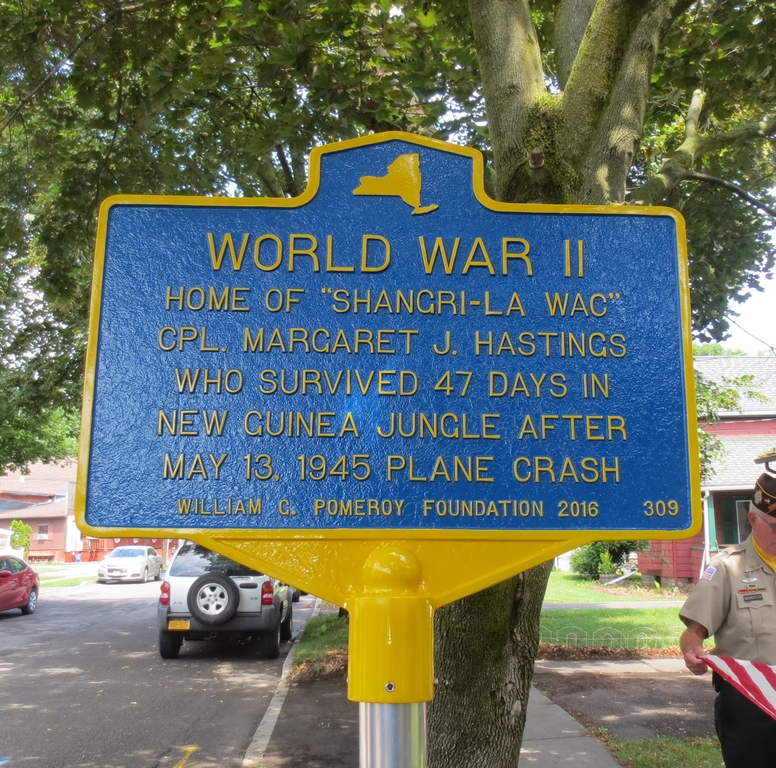 WORLD WAR II
HOME OF "SHANGRI-LA WAC"
CPL. MARGARET J. HASTINGS
WHO SURVIVED 47 DAYS IN
NEW GUINEA JUNGLE AFTER
MAY 13, 1945 PLANE CRASH
WILLIAM G. POMEROY FOUNDATION 2016 309